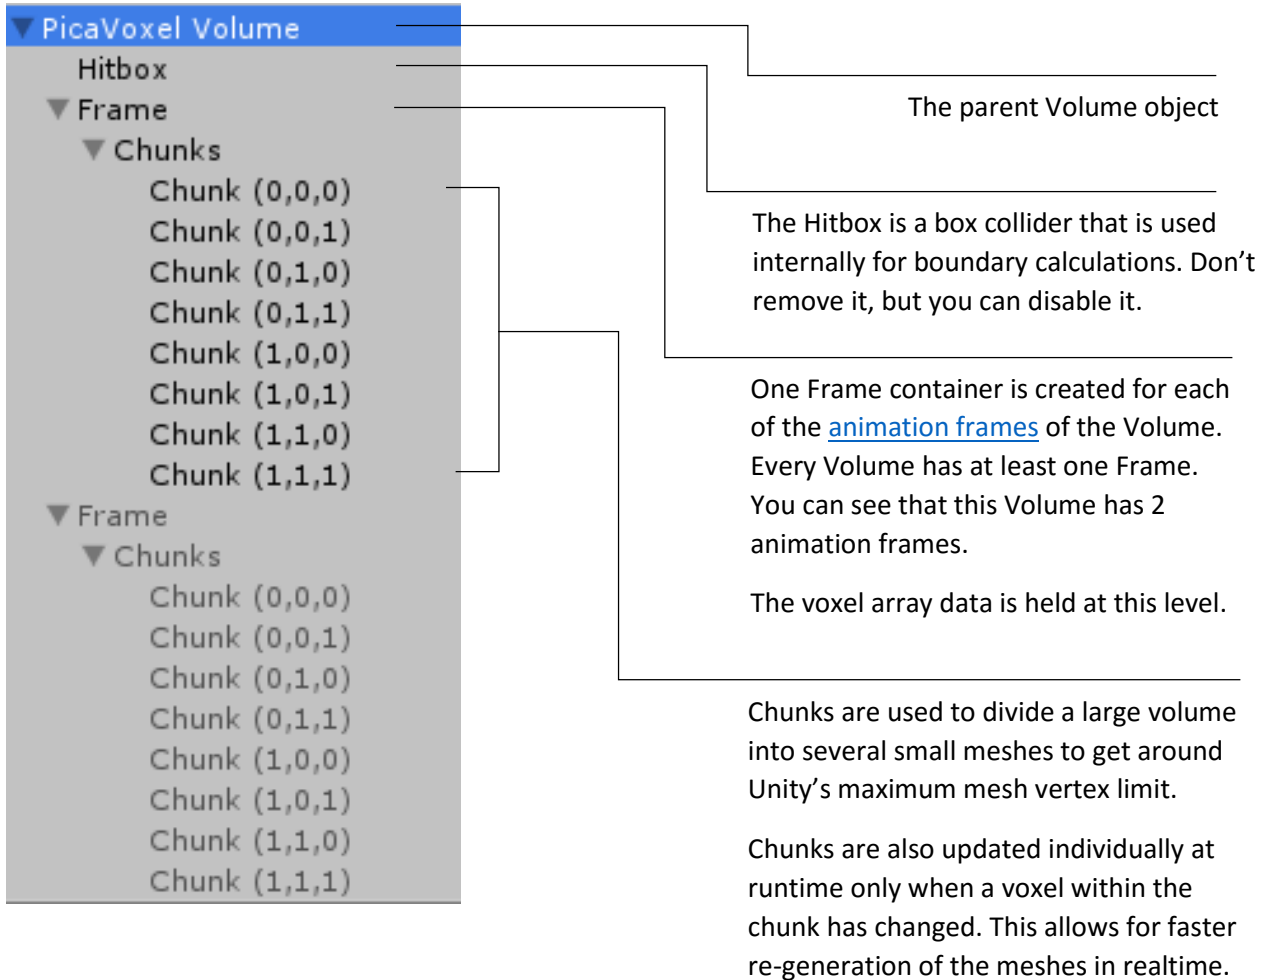 PicaVoxel Volume
Hitbox
Frame
Chunks
Chunk (0,0,0)
Chunk (0,0,1)
Chunk (0,1,0)
Chunk (0,1,1)
Chunk (1,0,0)
Chunk (1,0,1)
Chunk (1,1,0)
Chunk (1,1,1)
Frame
Chunks
Chunk (0,0,0)
Chunk (0,0,1)
Chunk (0,1,0)
Chunk (0,1,1)
Chunk (1,0,0)
Chunk (1,0,1)
Chunk (1,1,0)
Chunk (1,1,1)
The parent Volume object
The Hitbox is a box collider that is used
internally for boundary calculations. Don’t
remove it, but you can disable it.
One Frame container is created for each
of the animation frames of the Volume.
Every Volume has at least one Frame.
You can see that this Volume has 2
animation frames.
The voxel array data is held at this level.
Chunks are used to divide a large volume
into several small meshes to get around
Unity’s maximum mesh vertex limit.
Chunks are also updated individually at
runtime only when a voxel within the
chunk has changed. This allows for faster
re-generation of the meshes in realtime.